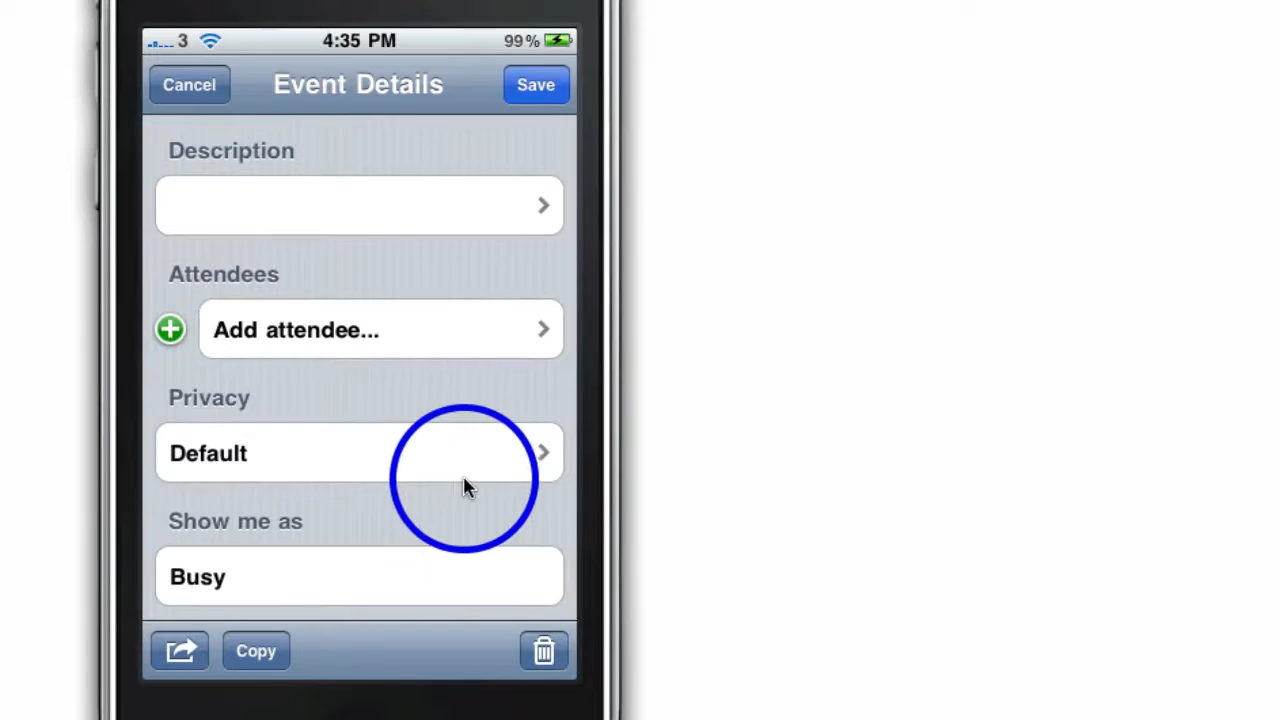 3 4:35 PM 99%
Cancel Event Details Save
Description
Attendees
Add attendee...
Privacy
Default
Show me as
Busy
Copy